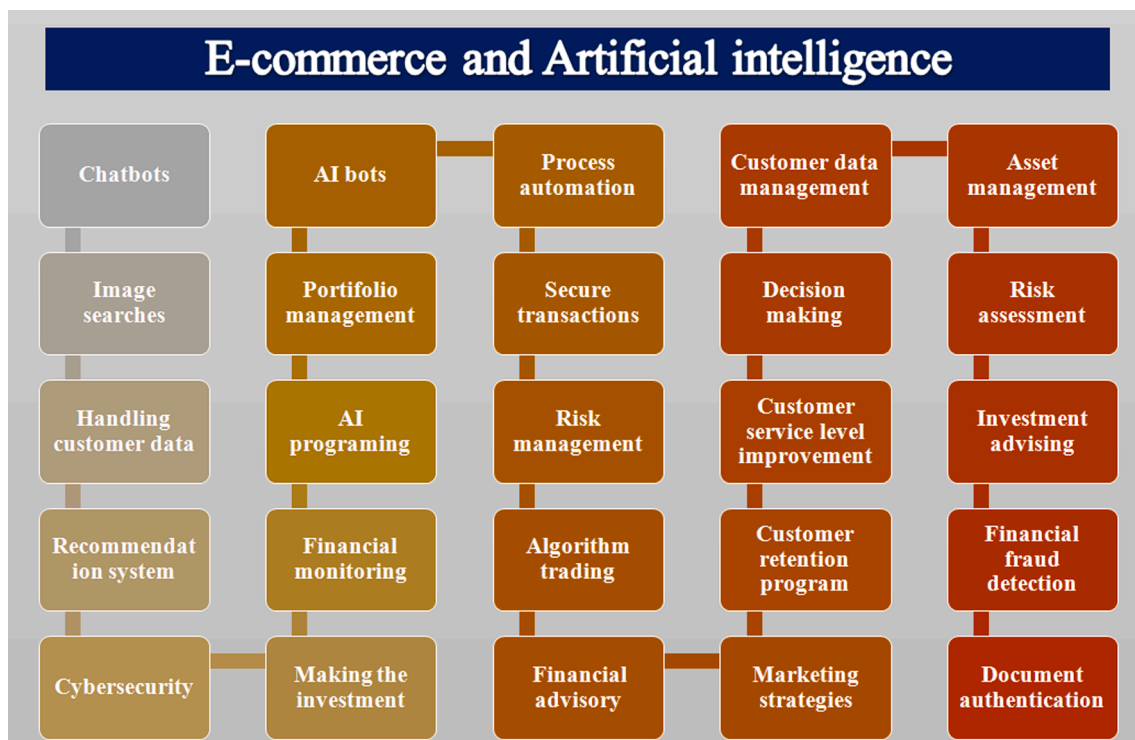 E-commerce and Artificial intelligence
Chatbots
Image
searches
Handling
customer data
Recommendat
ion system
Cybersecurity
Making the
investment
Financial
monitoring
AI
programing
Portifolio
management
AI bots
Process
automation
Secure
transactions
Risk
management
Algorithm
trading
Financial
advisory
Marketing
strategies
Customer
retention
program
Customer
service level
improvement
Decision
making
Customer data
management
Asset
management
Risk
assessment
Investment
advising
Financial
fraud
detection
Document
authentication